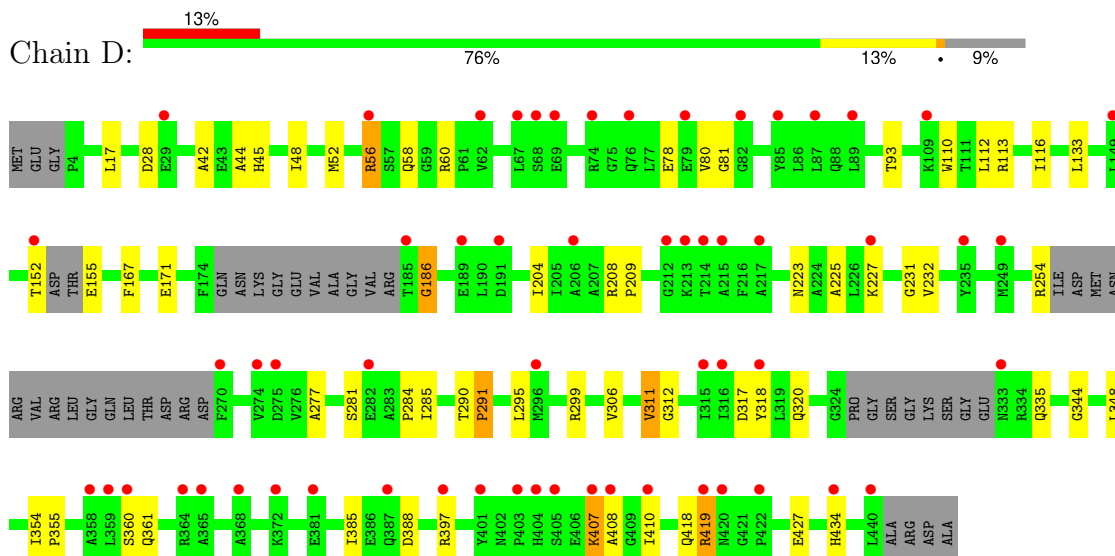 13%
Chain D:
76% 13% • 9%
MET GLU GLY P4 L17 D28 E29 A42 E43 A44 H45 I48 M52 R56 S57 Q58 G59 R60 P61 V62 L67 S68 E69 R74 G75 Q76 L77 E78 E79 V80 G81 G82 Y85 L86 L87 Q88 L89 T93 K109 W110 T111 L112 R113 I116 L133 L149
T152 ASP THR E155 F167 E171 F174 GLN ASN LYS GLY GLU VAL ALA GLY VAL ARG T185 G186 E189 L190 D191 I204 I205 A206 A207 R208 P209 G212 K213 T214 A215 F216 A217 N223 A224 A225 L226 K227 G231 V232 Y235 M249 R254 ILE ASP MET ASN
ARG VAL ARG LEU GLY GLN LEU THR ASP ARG ASP F270 V274 D275 V276 A277 S281 E282 A283 P284 I285 T290 P291 L295 M296 R299 V306 V311 G312 I315 I316 D317 Y318 L319 Q320 G324 PRO GLY SER GLY LYS SER GLY GLU N333 R334 Q335 G344 L348
I354 P355 A358 L359 S360 Q361 R364 A365 A368 K372 E381 I385 E386 Q387 D388 R397 Y401 N402 P403 H404 S405 E406 K407 A408 G409 I410 Q418 R419 N420 G421 P422 E427 H434 L440 ALA ARG ASP ALA